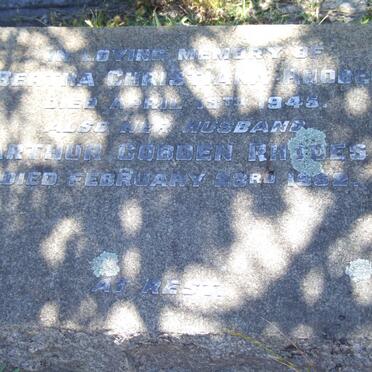 IN LOVING MEMORY OF
BERTHA CHRISTIANA RHODES
DIED APRIL 1948.
ALSO HER HUSBAND
ARTHUR COBDEN RHODES
DIED FEBRUARY 23RD 1952.
AT REST.